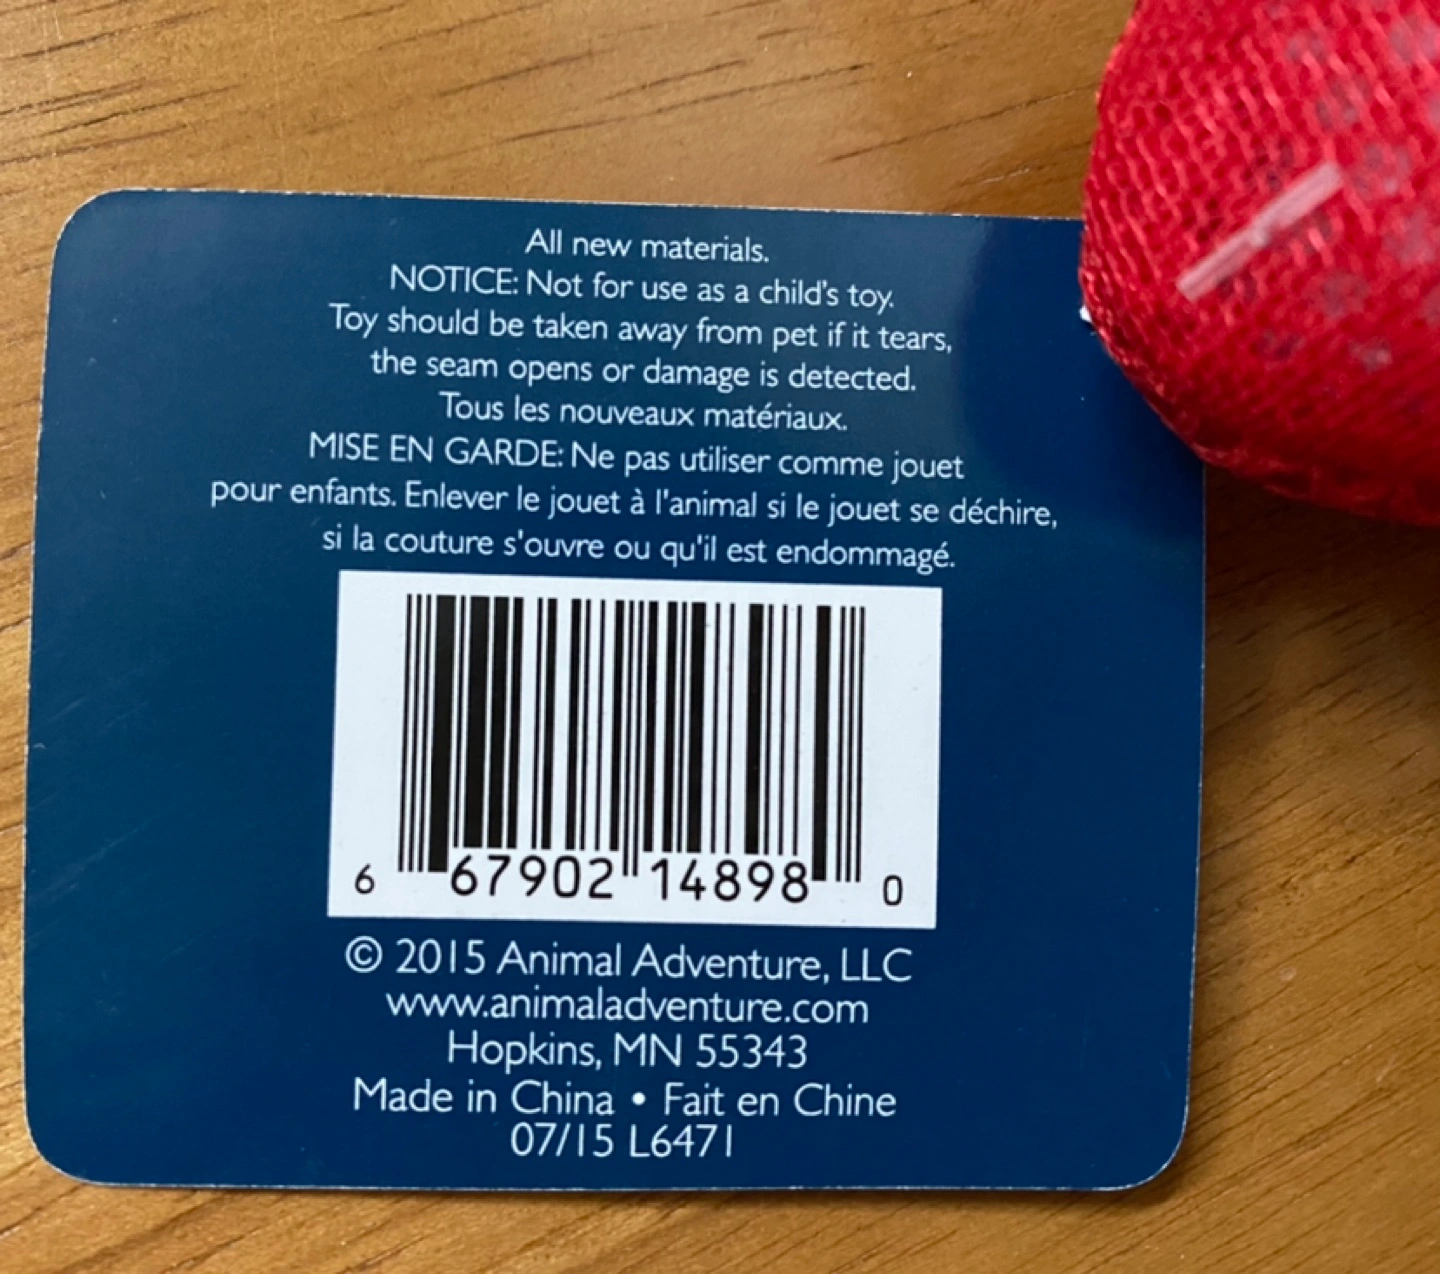 All new materials.
NOTICE: Not for use as a child's toy.
Toy should be taken away from pet if it tears,
the seam opens or damage is detected.
Tous les nouveaux matériaux.
MISE EN GARDE: Ne pas utiliser comme jouet
pour enfants. Enlever le jouet à l'animal si le jouet se déchire,
si la couture s'ouvre ou qu'il est endommagé.
6 67902 14898 0
© 2015 Animal Adventure, LLC
www.animaladventure.com
Hopkins, MN 55343
Made in China • Fait en Chine
07/15 L6471